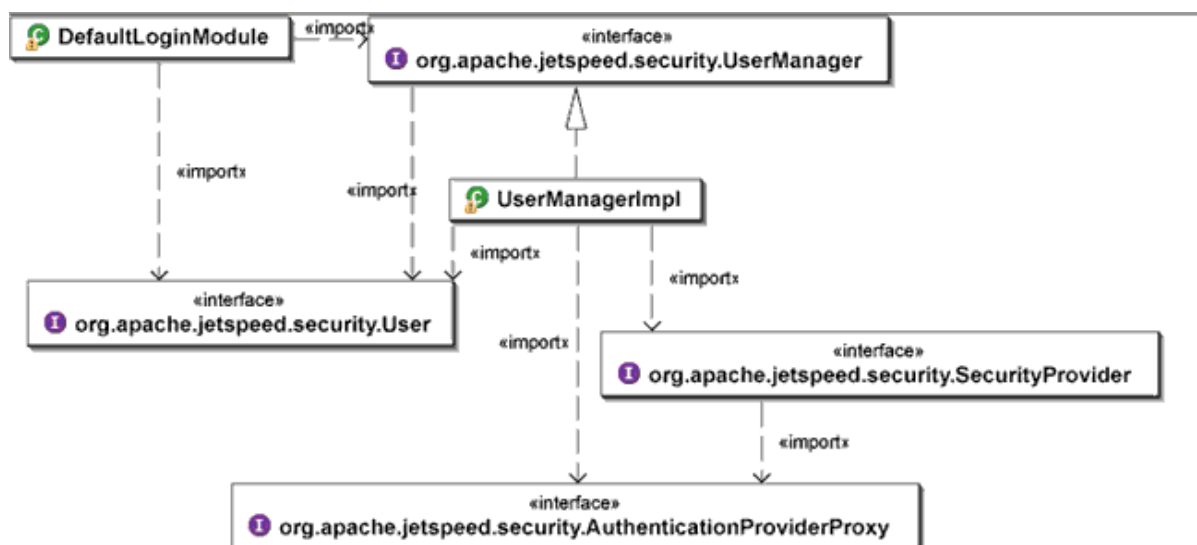 DefaultLoginModule
«import»
«interface»
I org.apache.jetspeed.security.UserManager
«import»
«import»
C UserManagerImpl
«import»
«import»
«interface»
I org.apache.jetspeed.security.User
«import»
«interface»
I org.apache.jetspeed.security.SecurityProvider
«import»
«interface»
I org.apache.jetspeed.security.AuthenticationProviderProxy